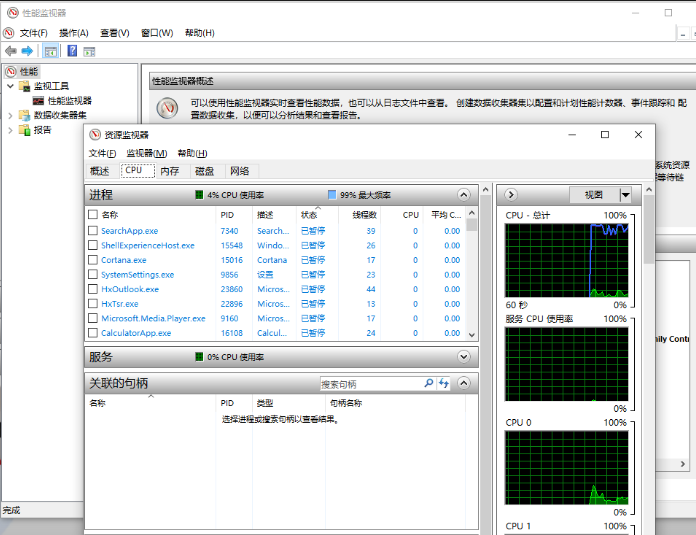 性能监视器
文件(F) 操作(A) 查看(V) 窗口(W) 帮助(H)
性能
监视工具
性能监视器
数据收集器集
报告
性能监视器概述
可以使用性能监视器实时查看性能数据，也可以从日志文件中查看。 创建数据收集器集以配置和计划性能计数器、事件跟踪和 配
置数据收集，以便可以分析结果和查看报告。
系统资源
等待链
mily Contr
完成
资源监视器
文件(F) 监视器(M) 帮助(H)
概述 CPU 内存 磁盘 网络
进程 4% CPU 使用率 99% 最大频率
名称 PID 描述 状态 线程数 CPU 平均 C...
SearchApp.exe 7340 Search... 已暂停 39 0 0.00
ShellExperienceHost.exe 15548 Windo... 已暂停 26 0 0.00
Cortana.exe 15016 Cortana 已暂停 17 0 0.00
SystemSettings.exe 9856 设置 已暂停 23 0 0.00
HxOutlook.exe 23860 Micros... 已暂停 44 0 0.00
HxTsr.exe 22896 Micros... 已暂停 13 0 0.00
Microsoft.Media.Player.exe 9160 Micros... 已暂停 17 0 0.00
CalculatorApp.exe 16108 Calcul... 已暂停 24 0 0.00
服务 0% CPU 使用率
关联的句柄 搜索句柄
名称 PID 类型 句柄名称
选择进程或搜索句柄以查看结果。
视图
CPU - 总计 100%
60 秒 0%
服务 CPU 使用率 100%
0%
CPU 0 100%
0%
CPU 1 100%